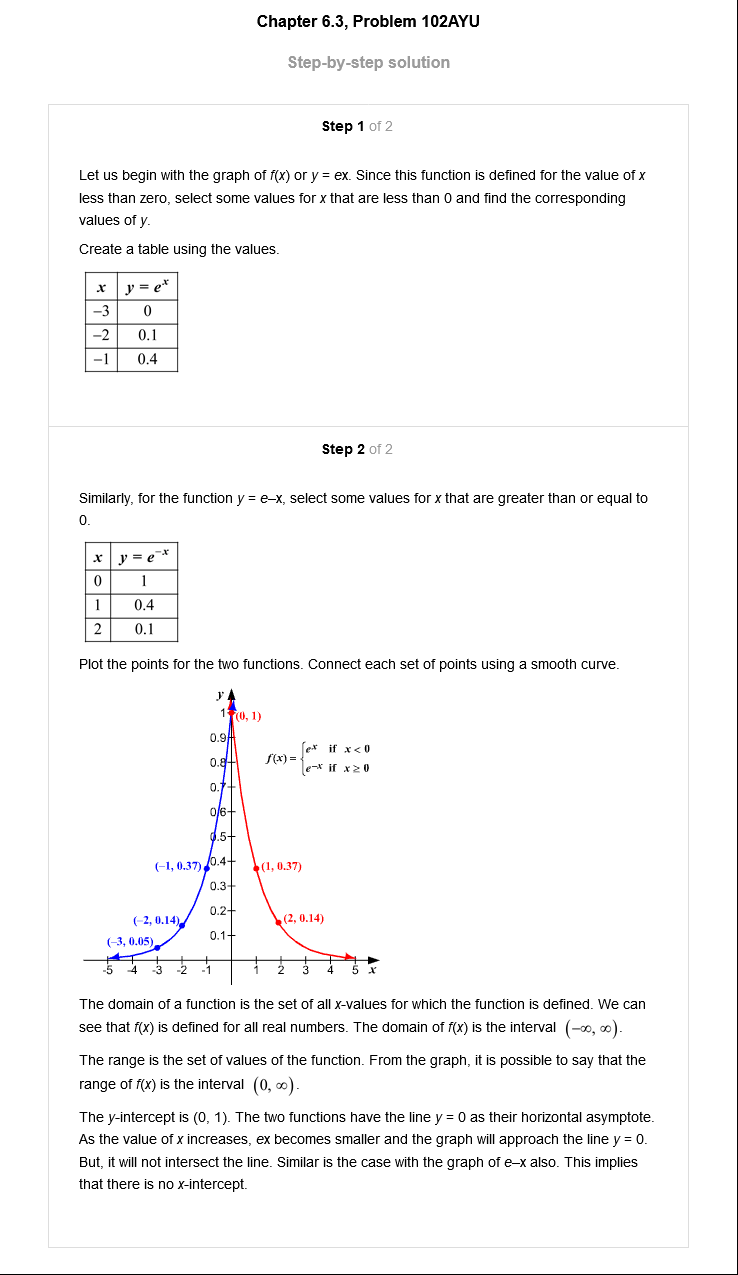 Chapter 6.3, Problem 102AYU
Step-by-step solution
Step 1 of 2
Let us begin with the graph of f(x) or y = ex. Since this function is defined for the value of x
less than zero, select some values for x that are less than 0 and find the corresponding
values of y.
Create a table using the values.
x y = e^x
−3 0
−2 0.1
−1 0.4
Step 2 of 2
Similarly, for the function y = e–x, select some values for x that are greater than or equal to
0.
x y = e^−x
0 1
1 0.4
2 0.1
Plot the points for the two functions. Connect each set of points using a smooth curve.
y
1 (0, 1)
0.9
f(x) = { e^x if x < 0
e^−x if x ≥ 0
0.8
0.7
0.6
0.5
(−1, 0.37) 0.4 (1, 0.37)
0.3
(−2, 0.14) 0.2 (2, 0.14)
(−3, 0.05) 0.1
-5 -4 -3 -2 -1 1 2 3 4 5 x
The domain of a function is the set of all x-values for which the function is defined. We can
see that f(x) is defined for all real numbers. The domain of f(x) is the interval (−∞, ∞).
The range is the set of values of the function. From the graph, it is possible to say that the
range of f(x) is the interval (0, ∞).
The y-intercept is (0, 1). The two functions have the line y = 0 as their horizontal asymptote.
As the value of x increases, ex becomes smaller and the graph will approach the line y = 0.
But, it will not intersect the line. Similar is the case with the graph of e–x also. This implies
that there is no x-intercept.